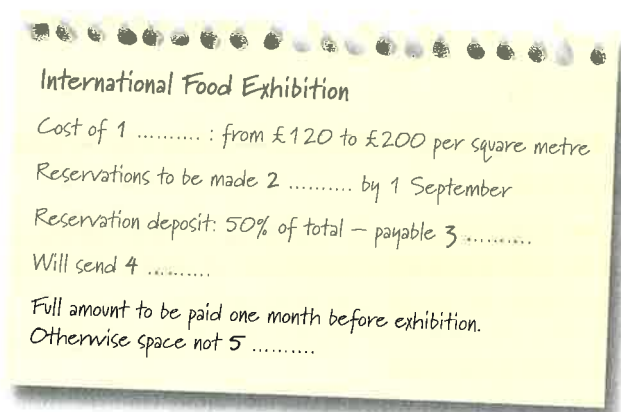 International Food Exhibition
Cost of 1 .......... : from £120 to £200 per square metre
Reservations to be made 2 .......... by 1 September
Reservation deposit: 50% of total – payable 3 ..........
Will send 4 ..........
Full amount to be paid one month before exhibition.
Otherwise space not 5 ..........